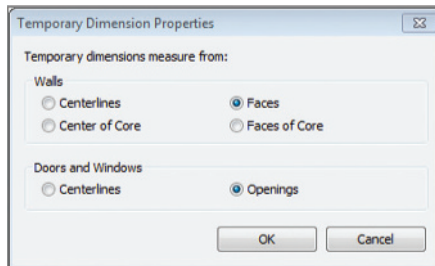 Temporary Dimension Properties
Temporary dimensions measure from:
Walls
Centerlines Faces
Center of Core Faces of Core
Doors and Windows
Centerlines Openings
OK Cancel